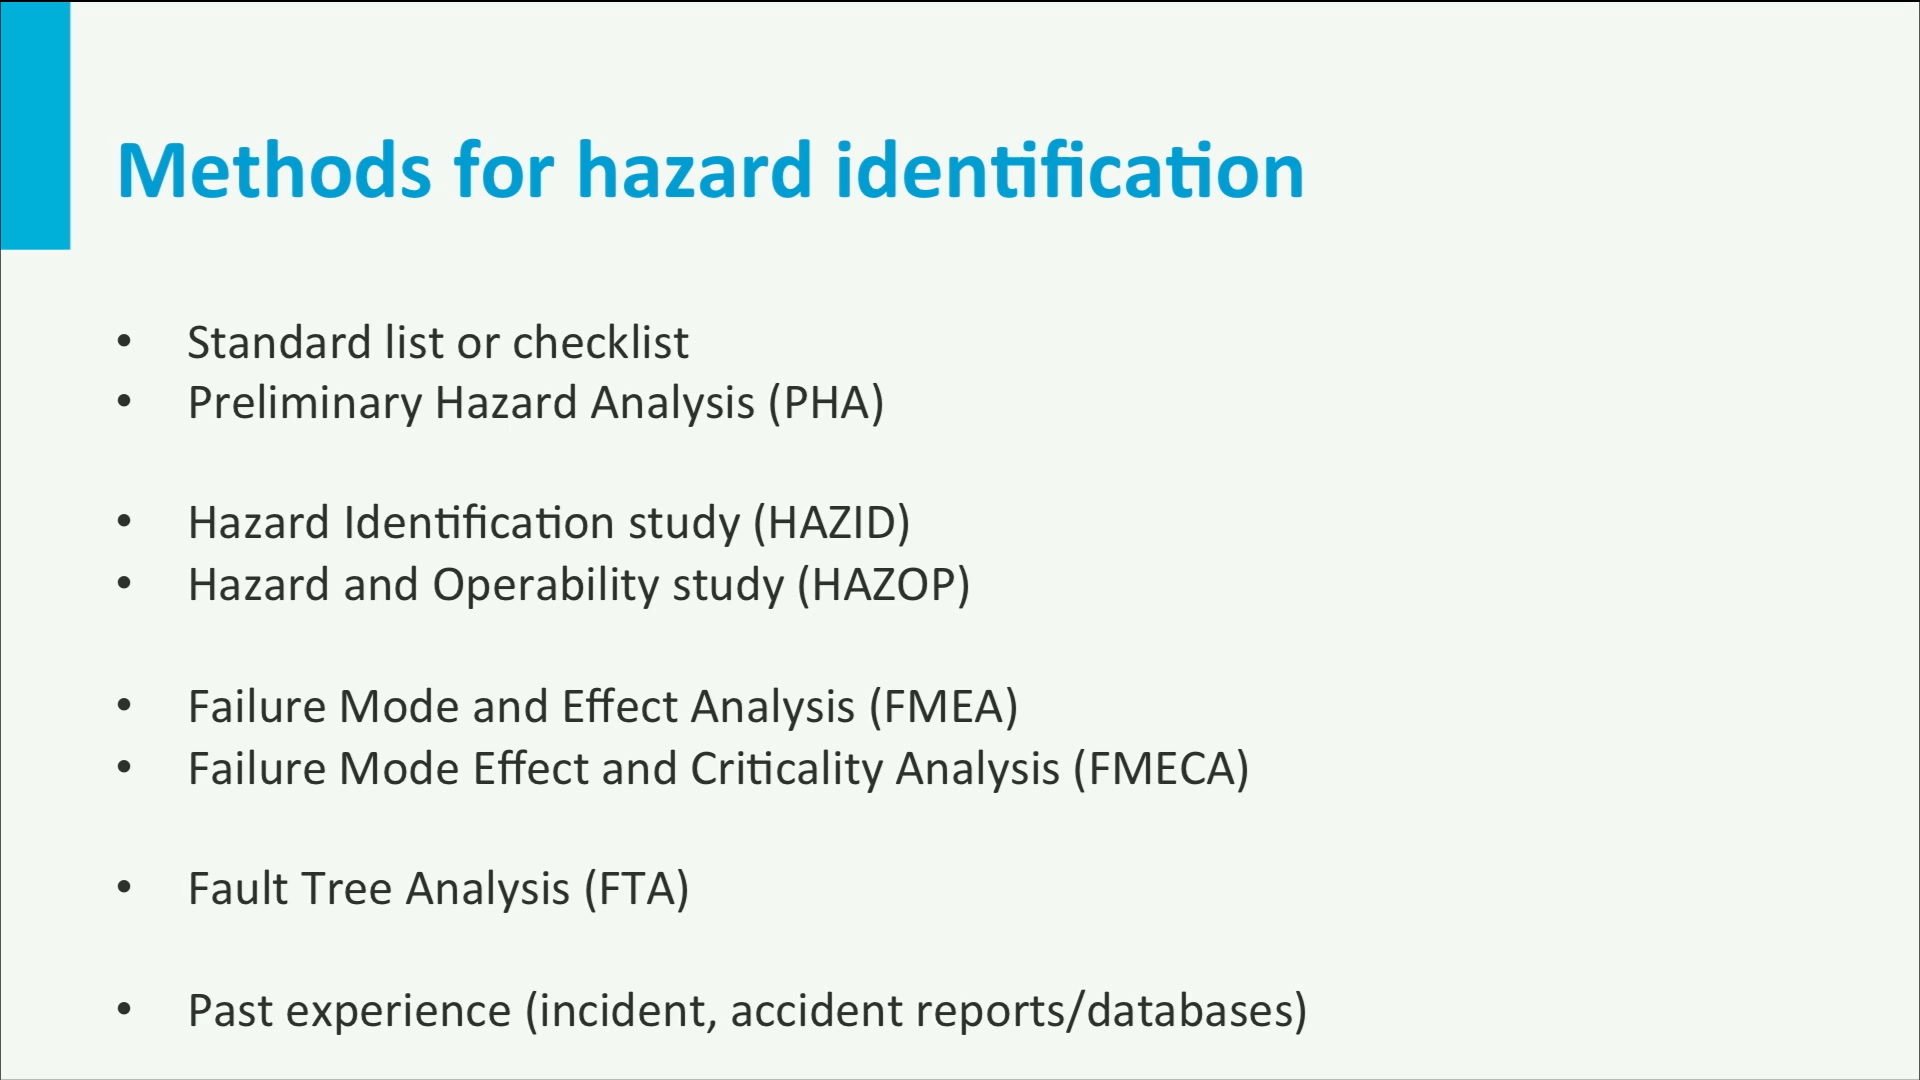 Methods for hazard identification
• Standard list or checklist
• Preliminary Hazard Analysis (PHA)
• Hazard Identification study (HAZID)
• Hazard and Operability study (HAZOP)
• Failure Mode and Effect Analysis (FMEA)
• Failure Mode Effect and Criticality Analysis (FMECA)
• Fault Tree Analysis (FTA)
• Past experience (incident, accident reports/databases)